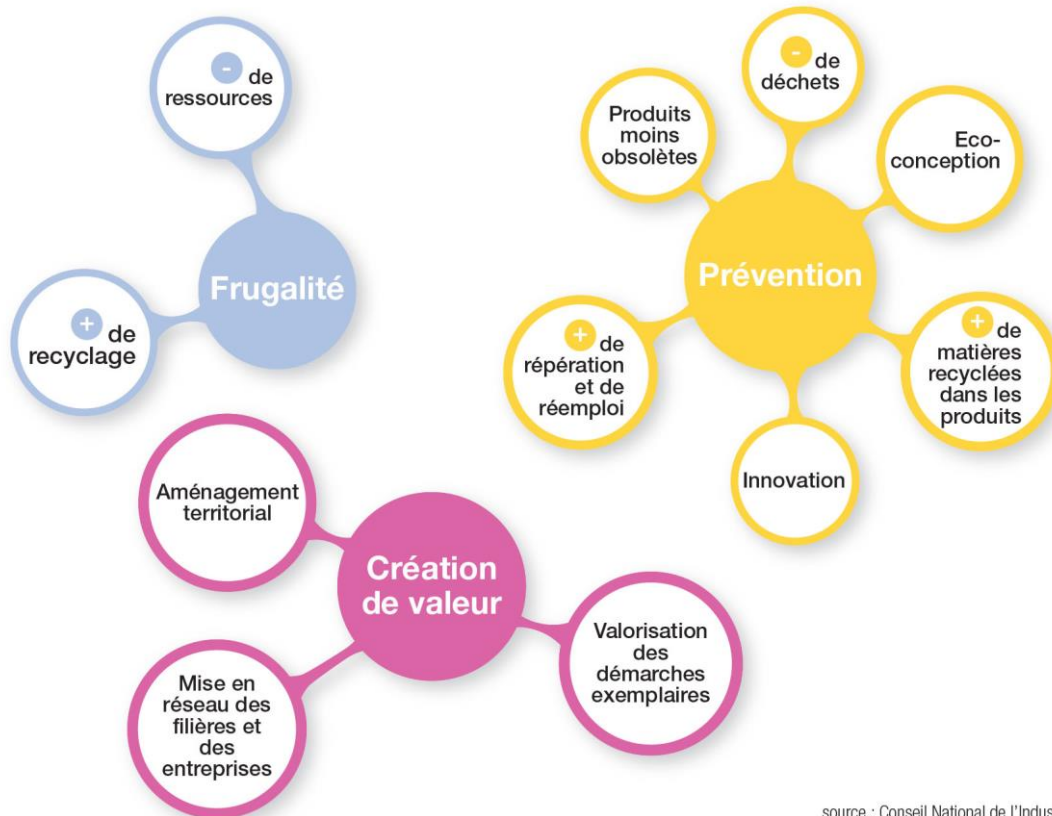 - de
ressources
Frugalité
+ de
recyclage
- de
déchets
Produits
moins
obsolètes
Eco-
conception
Prévention
+ de
répération
et de
réemploi
+ de
matières
recyclées
dans les
produits
Innovation
Aménagement
territorial
Création
de valeur
Mise en
réseau des
filières et
des
entreprises
Valorisation
des
démarches
exemplaires
source : Conseil National de l'Indus